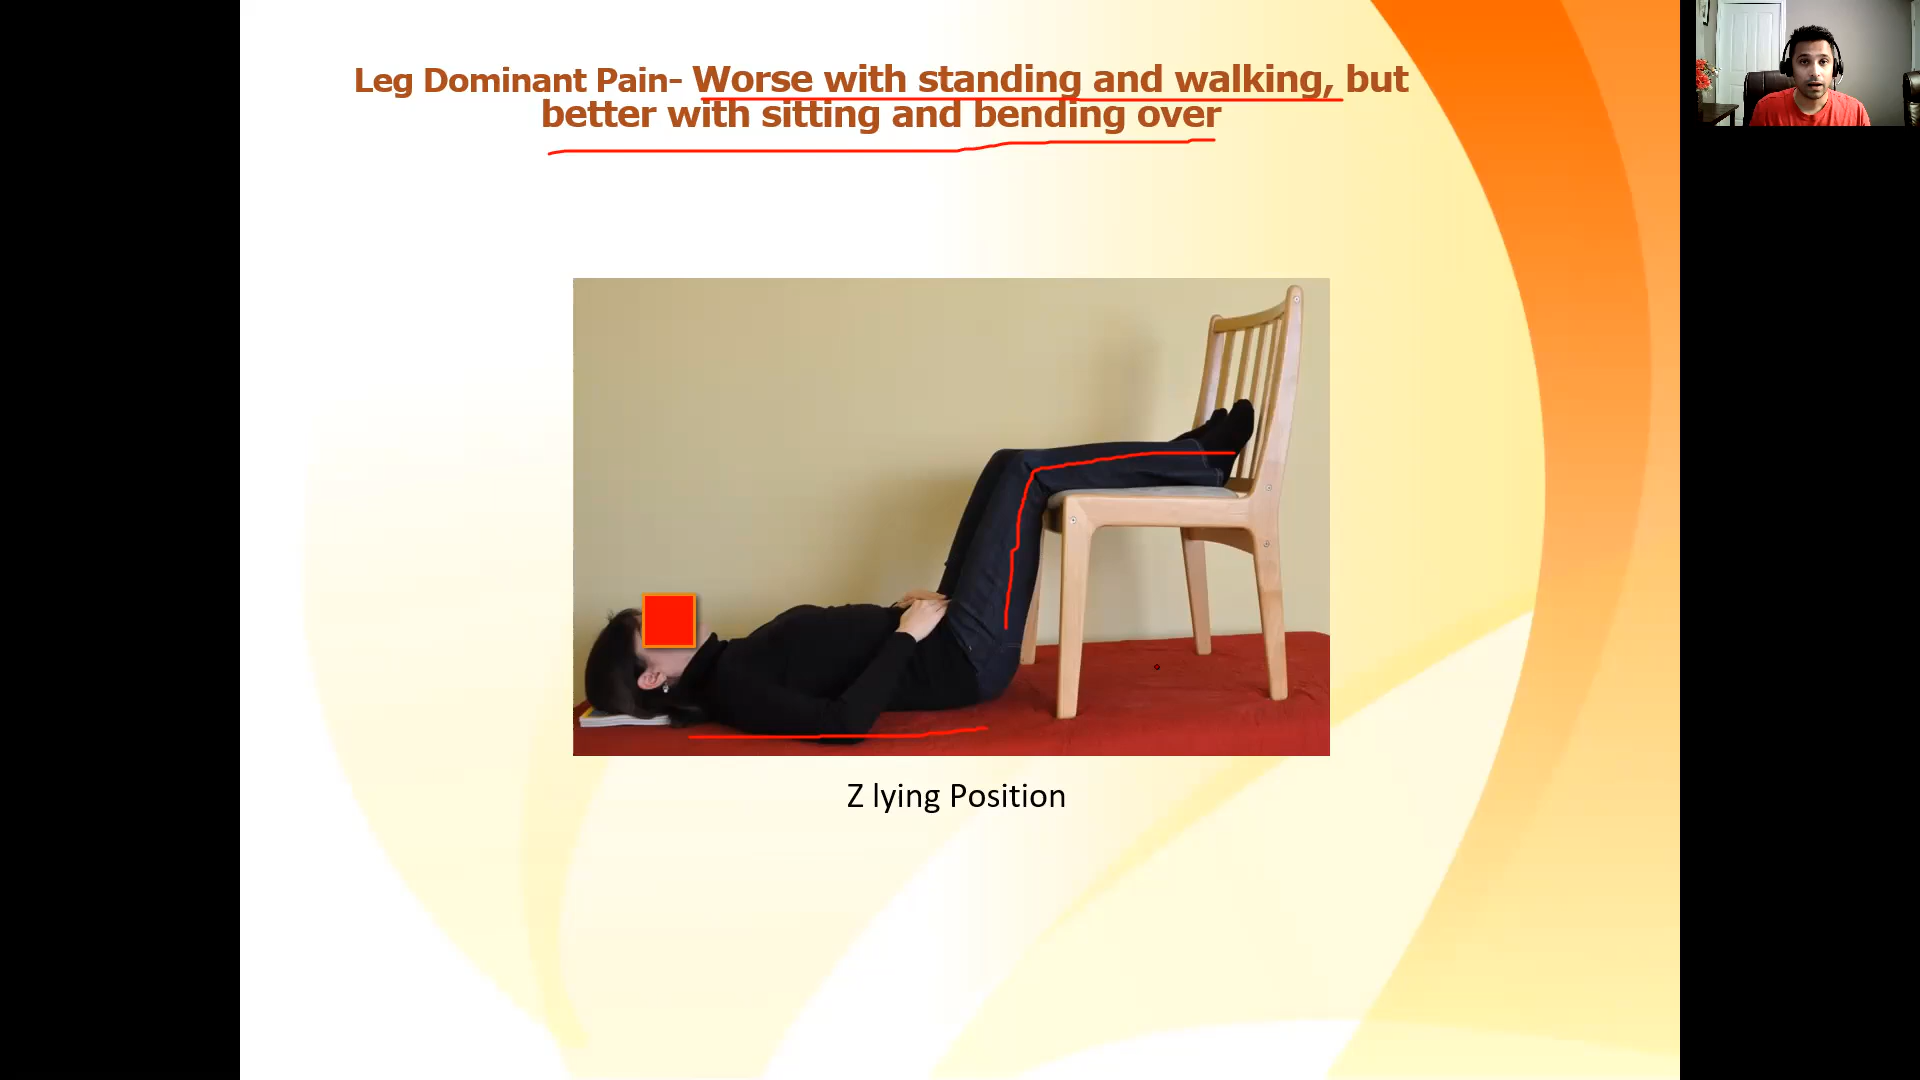 Leg Dominant Pain- Worse with standing and walking, but
better with sitting and bending over
Z lying Position